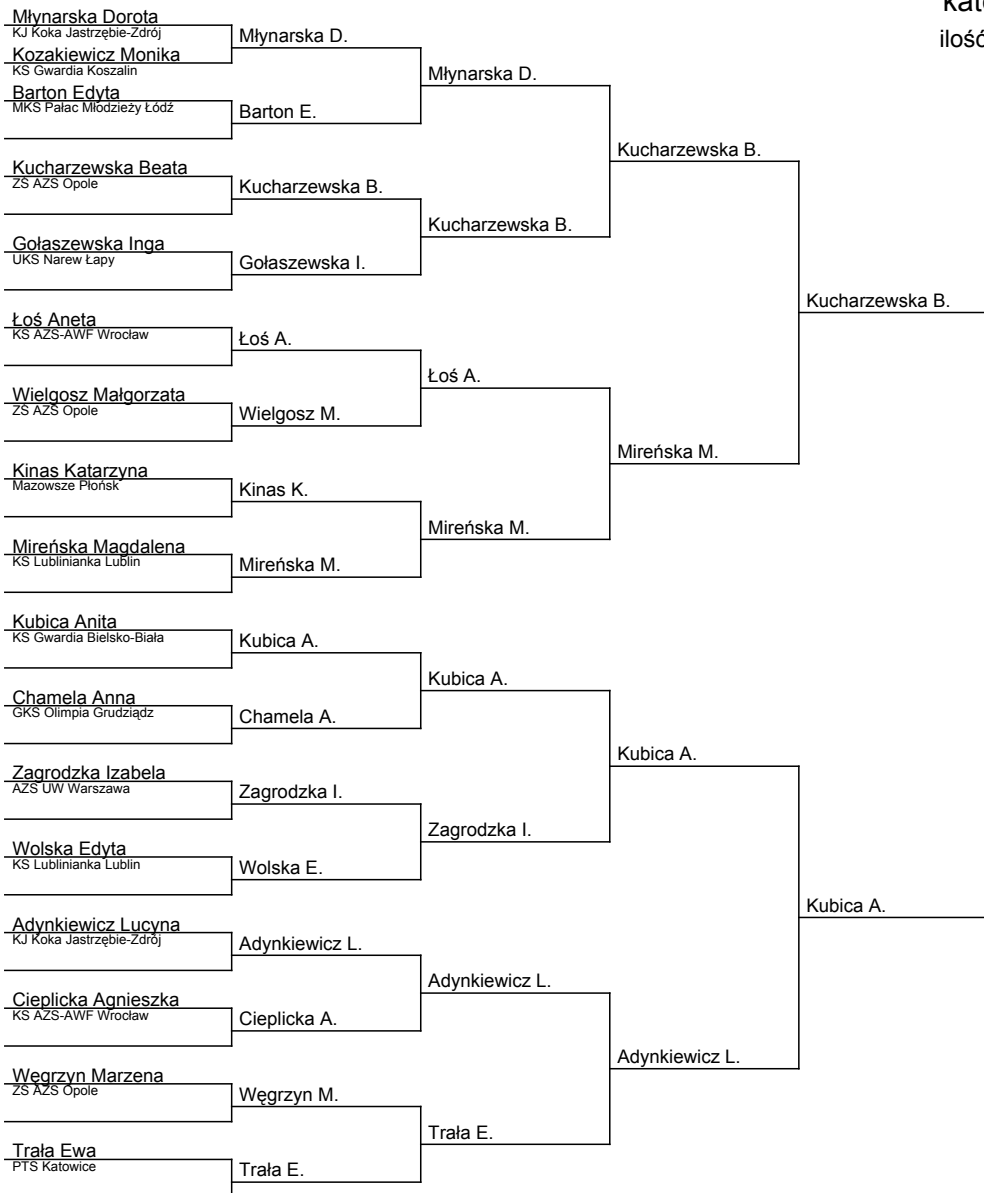 kate
ilość
Młynarska Dorota
KJ Koka Jastrzębie-Zdrój
Kozakiewicz Monika
KS Gwardia Koszalin
Barton Edyta
MKS Pałac Młodzieży Łódź
Kucharzewska Beata
ZŚ AZS Opole
Gołaszewska Inga
UKS Narew Łapy
Łoś Aneta
KS AZS-AWF Wrocław
Wielgosz Małgorzata
ZŚ AZS Opole
Kinas Katarzyna
Mazowsze Płońsk
Mireńska Magdalena
KS Lublinianka Lublin
Kubica Anita
KS Gwardia Bielsko-Biała
Chamela Anna
GKS Olimpia Grudziądz
Zagrodzka Izabela
AZS UW Warszawa
Wolska Edyta
KS Lublinianka Lublin
Adynkiewicz Lucyna
KJ Koka Jastrzębie-Zdrój
Cieplicka Agnieszka
KS AZS-AWF Wrocław
Węgrzyn Marzena
ZŚ AZS Opole
Trała Ewa
PTS Katowice
Młynarska D.
Barton E.
Kucharzewska B.
Gołaszewska I.
Łoś A.
Wielgosz M.
Kinas K.
Mireńska M.
Kubica A.
Chamela A.
Zagrodzka I.
Wolska E.
Adynkiewicz L.
Cieplicka A.
Węgrzyn M.
Trała E.
Młynarska D.
Kucharzewska B.
Łoś A.
Mireńska M.
Kubica A.
Zagrodzka I.
Adynkiewicz L.
Trała E.
Kucharzewska B.
Mireńska M.
Kubica A.
Adynkiewicz L.
Kucharzewska B.
Kubica A.